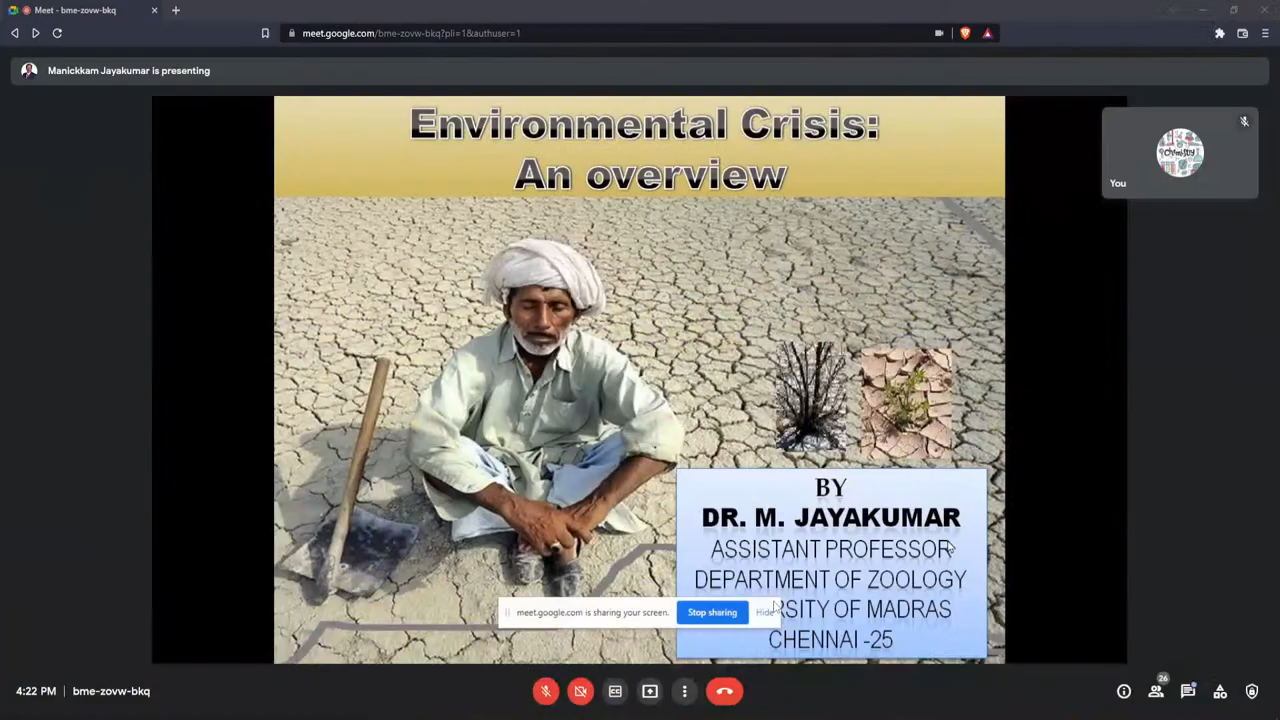 Meet - bme-zovw-bkq
meet.google.com/bme-zovw-bkq?pli=1&authuser=1
Manickkam Jayakumar is presenting
Environmental Crisis:
An overview
Chemistry
You
BY
DR. M. JAYAKUMAR
ASSISTANT PROFESSOR
DEPARTMENT OF ZOOLOGY
RSITY OF MADRAS
CHENNAI -25
meet.google.com is sharing your screen.
Stop sharing
Hide
4:22 PM
bme-zovw-bkq
26